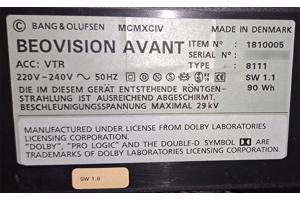 © BANG & OLUFSEN MCMXCIV MADE IN DENMARK
BEOVISION AVANT ITEM Nº : 1810005
ACC: VTR SERIAL Nº :
TYPE : 8111
220V-240V ~ 50HZ SW 1.1
DIE IM DIESEM GERÄT ENTSTEHENDE RÖNTGEN- 90 Wh
STRAHLUNG IST AUSREICHEND ABGESCHIRMT.
BESCHLEUNIGUNGSSPANNUNG MAXIMAL 29 kV
MANUFACTURED UNDER LICENSE FROM DOLBY LABORATORIES
LICENSING CORPORATION.
"DOLBY", "PRO LOGIC" AND THE DOUBLE-D SYMBOL
ARE TRADEMARKS OF DOLBY LABORATORIES LICENSING
CORPORATION
SW 1.6